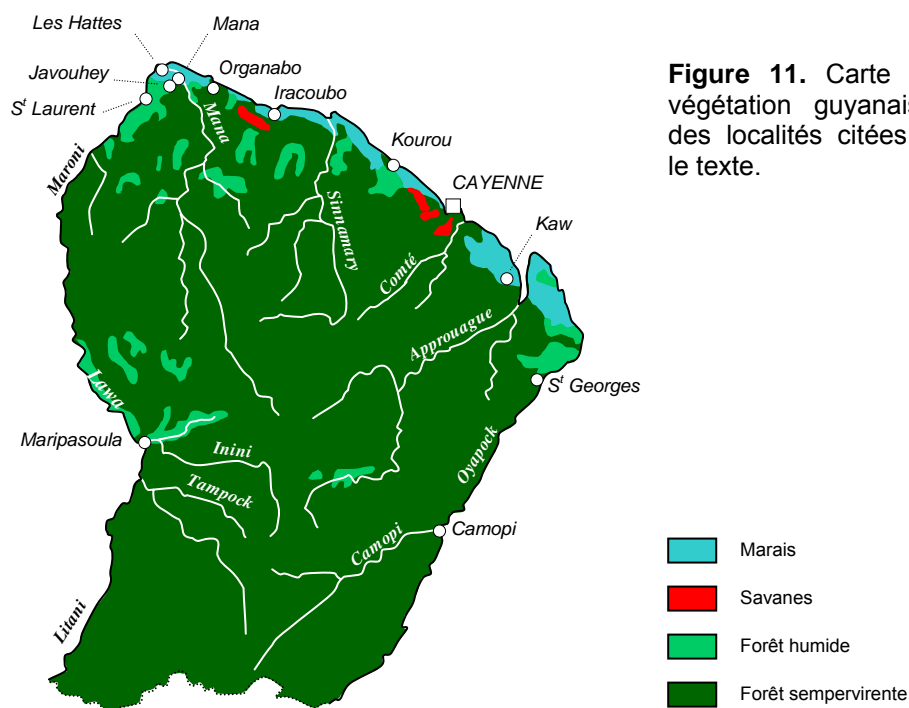 Les Hattes
Mana
Javouhey
Organabo
St Laurent
Iracoubo
Mana
Kourou
Maroni
CAYENNE
Sinnamary
Kaw
Comté
Approuague
St Georges
Lawa
Maripasoula
Inini
Oyapock
Tampock
Camopi
Camopi
Litani
Figure 11. Carte
végétation guyanais
des localités citées
le texte.
Marais
Savanes
Forêt humide
Forêt sempervirente